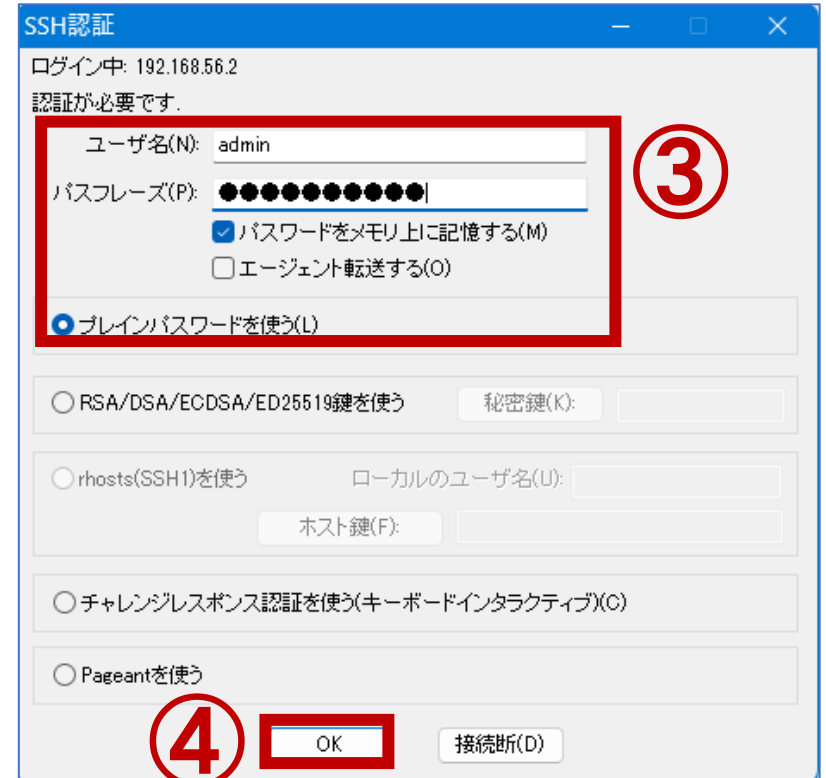 SSH認証
ログイン中: 192.168.56.2
認証が必要です.
ユーザ名(N): admin
パスフレーズ(P): ●●●●●●●●●●
パスワードをメモリ上に記憶する(M)
エージェント転送する(O)
③
プレインパスワードを使う(L)
RSA/DSA/ECDSA/ED25519鍵を使う 秘密鍵(K):
rhosts(SSH1)を使う ローカルのユーザ名(U):
ホスト鍵(F):
チャレンジレスポンス認証を使う(キーボードインタラクティブ)(C)
Pageantを使う
④ OK 接続断(D)